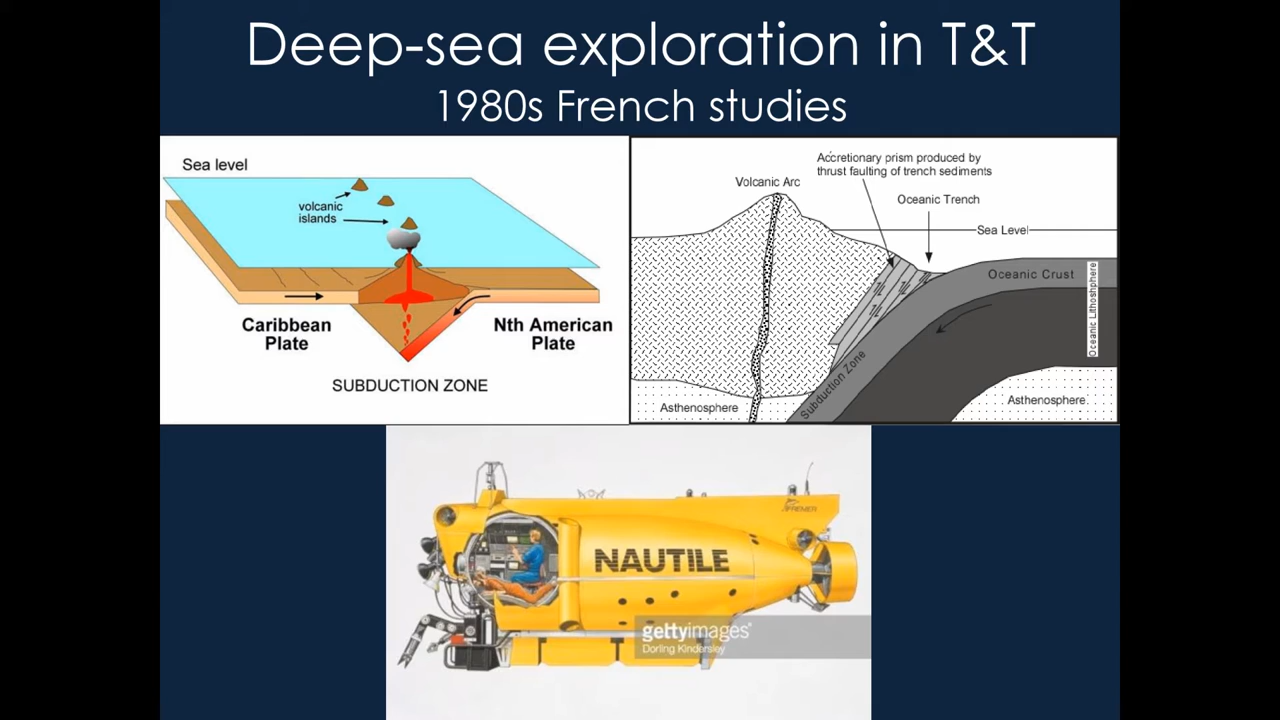 Deep-sea exploration in T&T
1980s French studies
Sea level
volcanic
islands
Caribbean
Plate
Nth American
Plate
SUBDUCTION ZONE
Accretionary prism produced by
thrust faulting of trench sediments
Volcanic Arc
Oceanic Trench
Sea Level
Oceanic Crust
Oceanic Lithoshphere
Subduction Zone
Asthenosphere
Asthenosphere
IFREMER
NAUTILE
gettyimages®
Dorling Kindersley